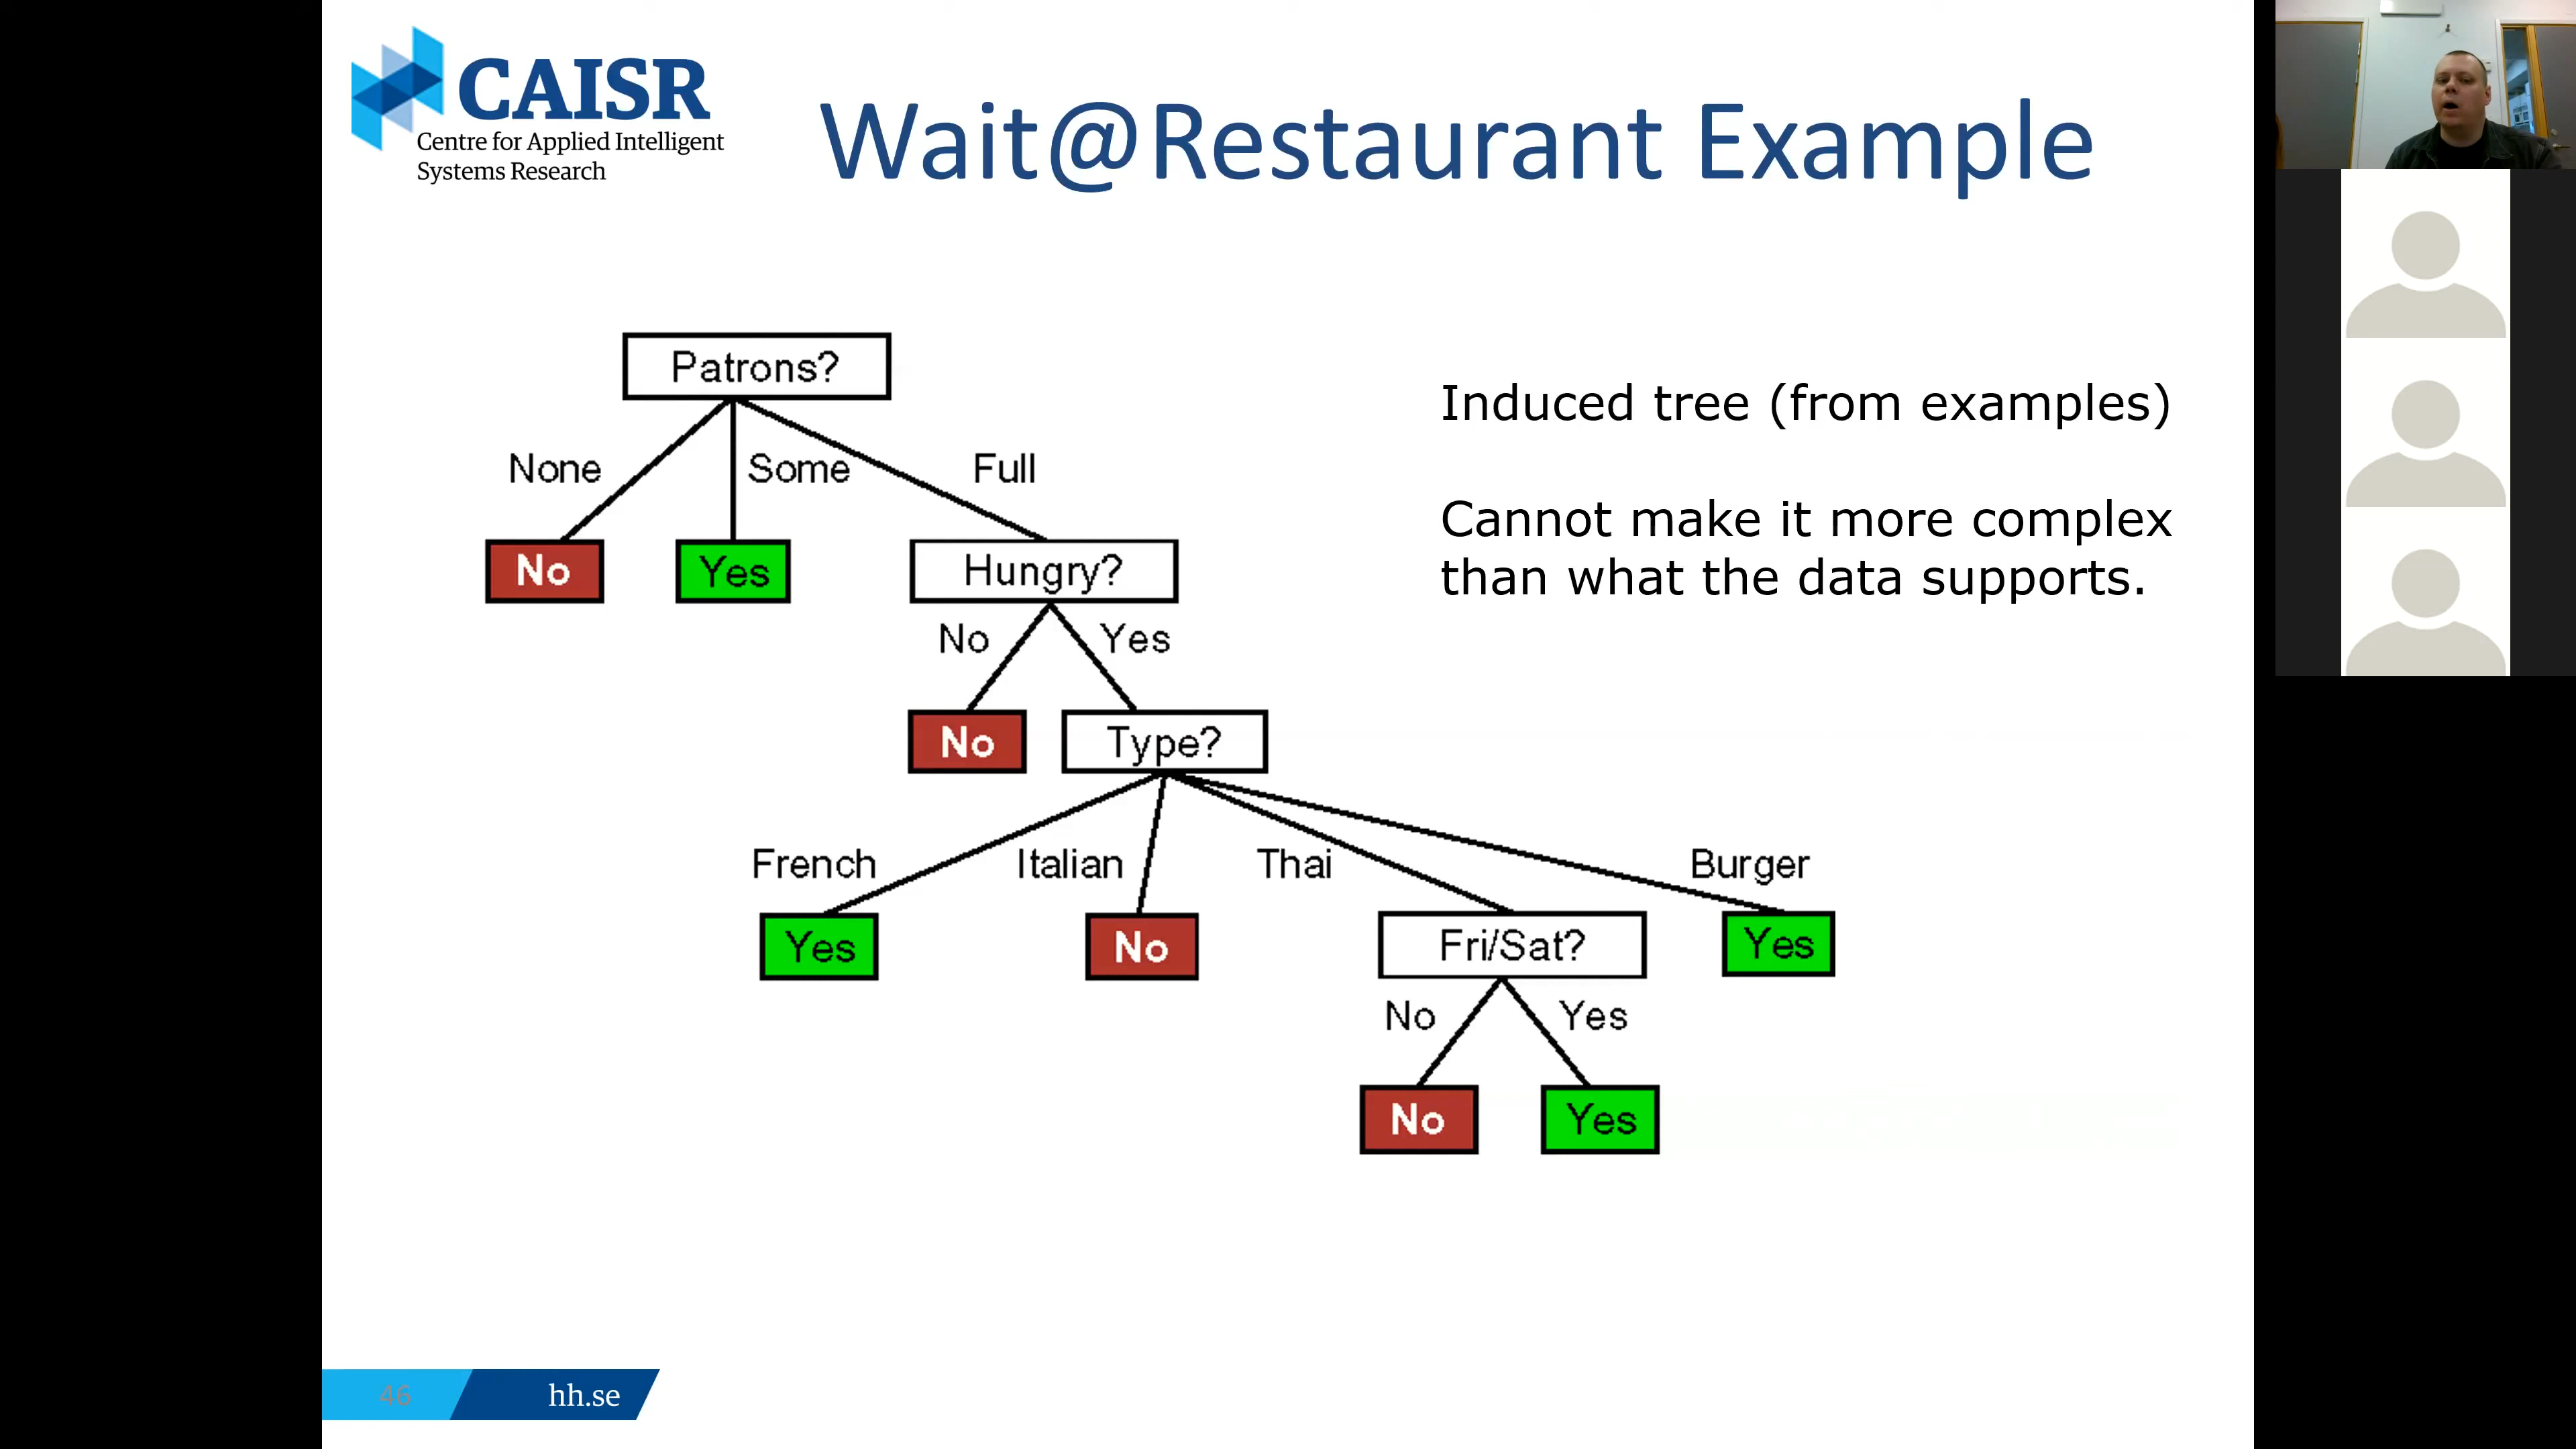 CAISR
Centre for Applied Intelligent
Systems Research
Wait@Restaurant Example
Patrons?
None
Some
Full
No
Yes
Hungry?
No
Yes
No
Type?
French
Italian
Thai
Burger
Yes
No
Fri/Sat?
Yes
No
Yes
No
Yes
Induced tree (from examples)
Cannot make it more complex
than what the data supports.
46
hh.se